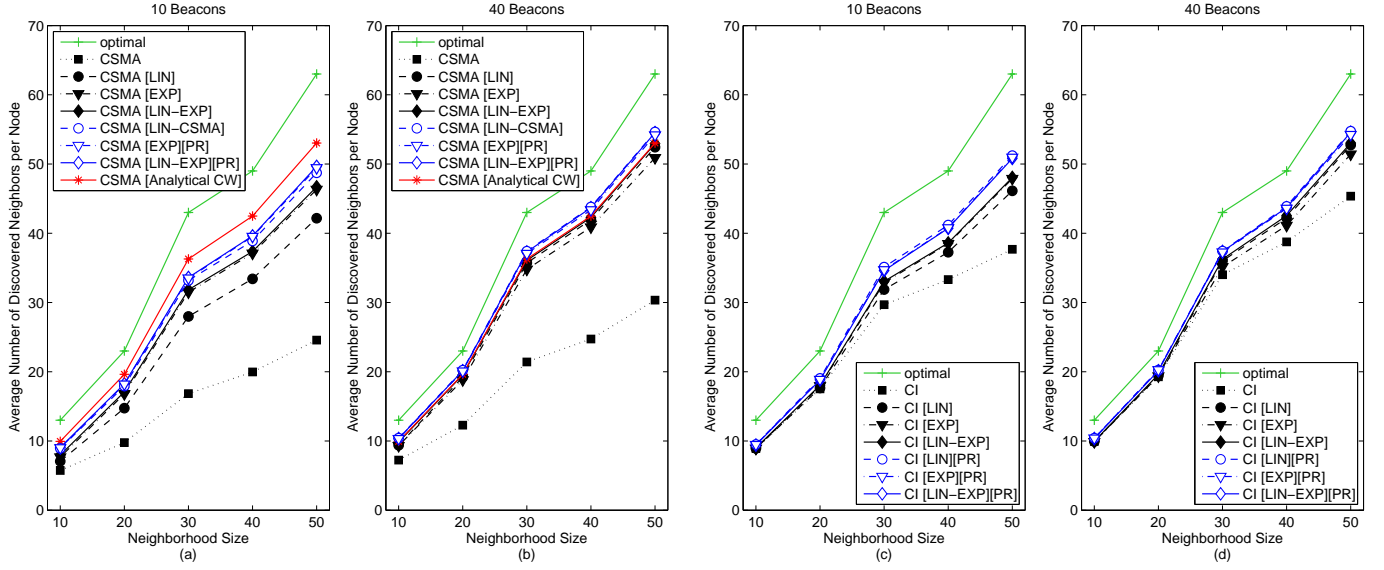 10 Beacons
Average Number of Discovered Neighbors per Node
70
60
50
40
30
20
10
0
optimal
CSMA
CSMA [LIN]
CSMA [EXP]
CSMA [LIN−EXP]
CSMA [LIN−CSMA]
CSMA [EXP][PR]
CSMA [LIN−EXP][PR]
CSMA [Analytical CW]
10 20 30 40 50
Neighborhood Size
(a)
40 Beacons
Average Number of Discovered Neighbors per Node
70
60
50
40
30
20
10
0
optimal
CSMA
CSMA [LIN]
CSMA [EXP]
CSMA [LIN−EXP]
CSMA [LIN−CSMA]
CSMA [EXP][PR]
CSMA [LIN−EXP][PR]
CSMA [Analytical CW]
10 20 30 40 50
Neighborhood Size
(b)
10 Beacons
Average Number of Discovered Neighbors per Node
70
60
50
40
30
20
10
0
optimal
CI
CI [LIN]
CI [EXP]
CI [LIN−EXP]
CI [LIN][PR]
CI [EXP][PR]
CI [LIN−EXP][PR]
10 20 30 40 50
Neighborhood Size
(c)
40 Beacons
Average Number of Discovered Neighbors per Node
70
60
50
40
30
20
10
0
optimal
CI
CI [LIN]
CI [EXP]
CI [LIN−EXP]
CI [LIN][PR]
CI [EXP][PR]
CI [LIN−EXP][PR]
10 20 30 40 50
Neighborhood Size
(d)